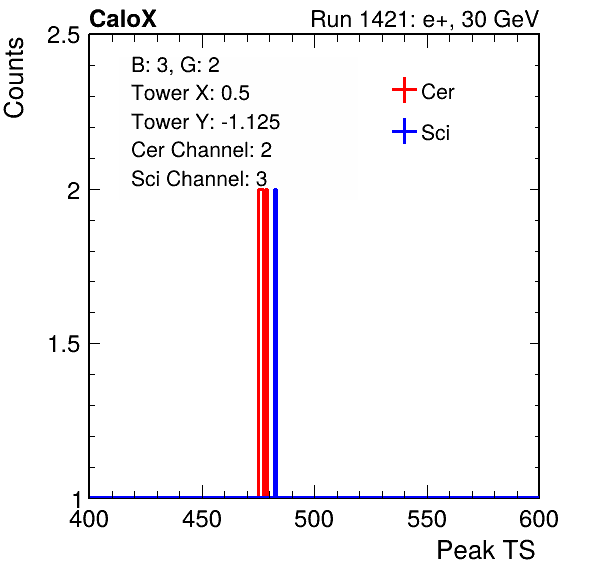 CaloX
Run 1421: e+, 30 GeV
Counts
2.5
B: 3, G: 2
Tower X: 0.5
Tower Y: -1.125
Cer Channel: 2
Sci Channel: 3
Cer
Sci
2
1.5
1
400
450
500
550
600
Peak TS